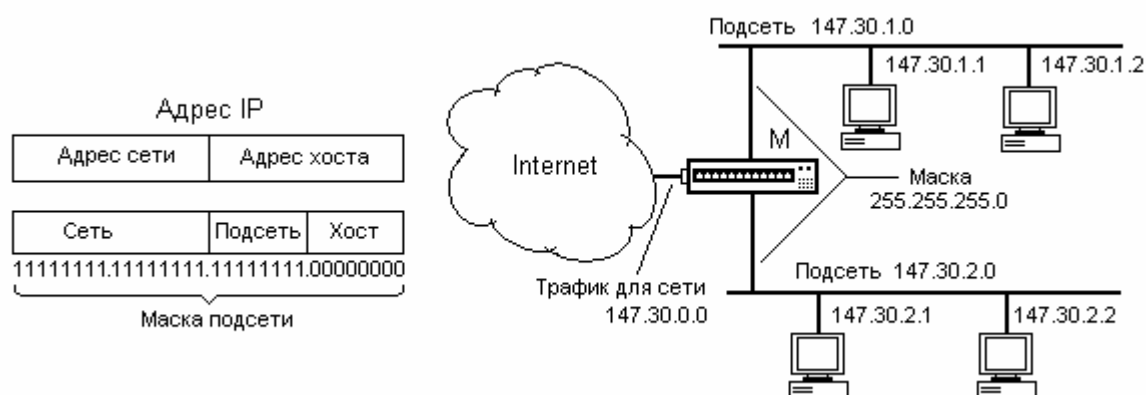 Адрес IP
Адрес сети
Адрес хоста
Сеть
Подсеть
Хост
11111111.11111111.11111111.00000000
Маска подсети
Internet
Трафик для сети
147.30.0.0
Подсеть 147.30.1.0
147.30.1.1
147.30.1.2
М
Маска
255.255.255.0
Подсеть 147.30.2.0
147.30.2.1
147.30.2.2